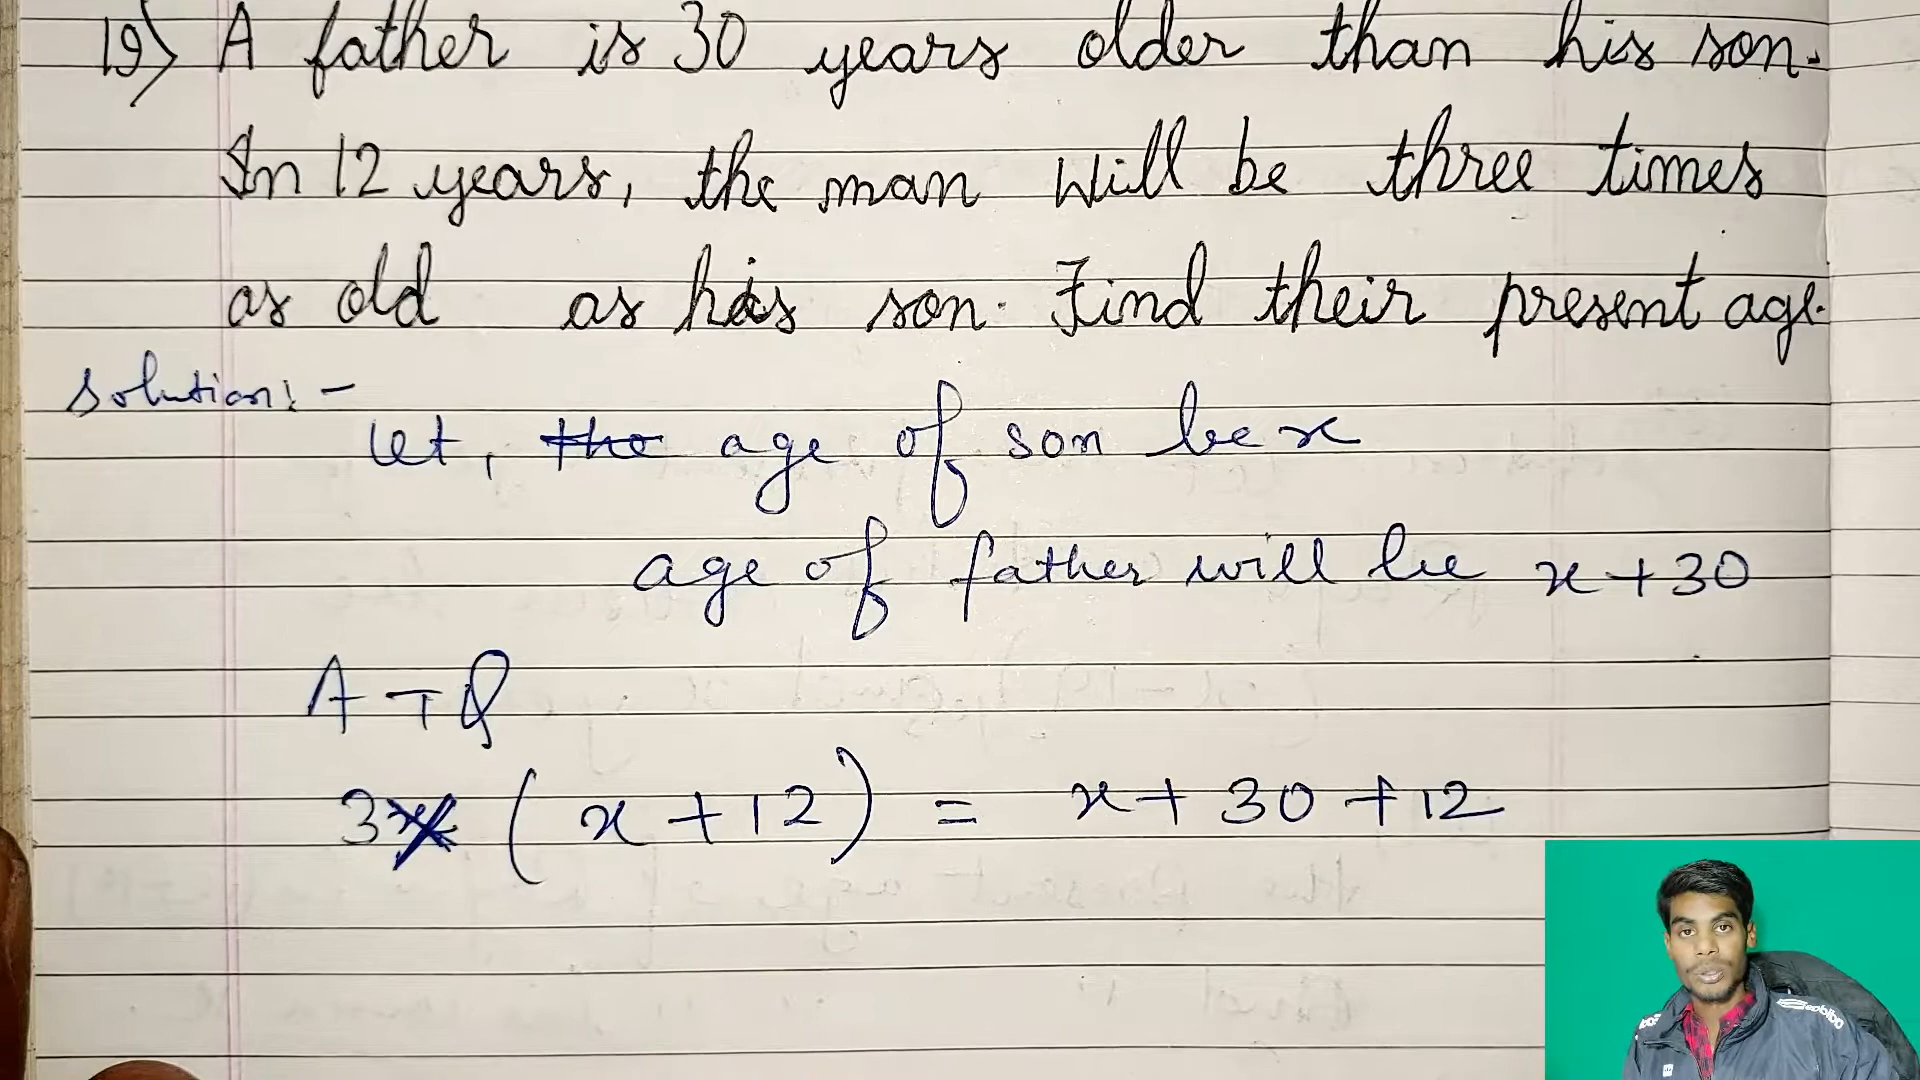 19) A father is 30 years older than his son.
In 12 years, the man will be three times
as old as his son. Find their present age.
Solution:-
let, the age of son be x
age of father will be x+30
ATQ
3x (x+12) = x+30+12